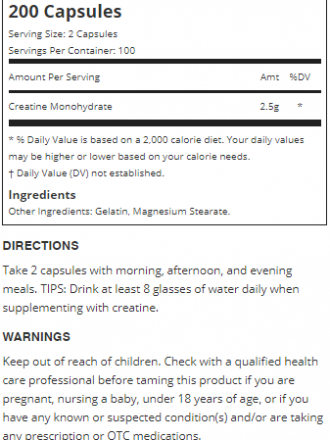 200 Capsules
Serving Size: 2 Capsules
Servings Per Container: 100
Amount Per Serving Amt %DV
Creatine Monohydrate 2.5g *
* % Daily Value is based on a 2,000 calorie diet. Your daily values
may be higher or lower based on your calorie needs.
† Daily Value (DV) not established.
Ingredients
Other Ingredients: Gelatin, Magnesium Stearate.
DIRECTIONS
Take 2 capsules with morning, afternoon, and evening
meals. TIPS: Drink at least 8 glasses of water daily when
supplementing with creatine.
WARNINGS
Keep out of reach of children. Check with a qualified health
care professional before taming this product if you are
pregnant, nursing a baby, under 18 years of age, or if you
have any known or suspected condition(s) and/or are taking
any prescription or OTC medications.